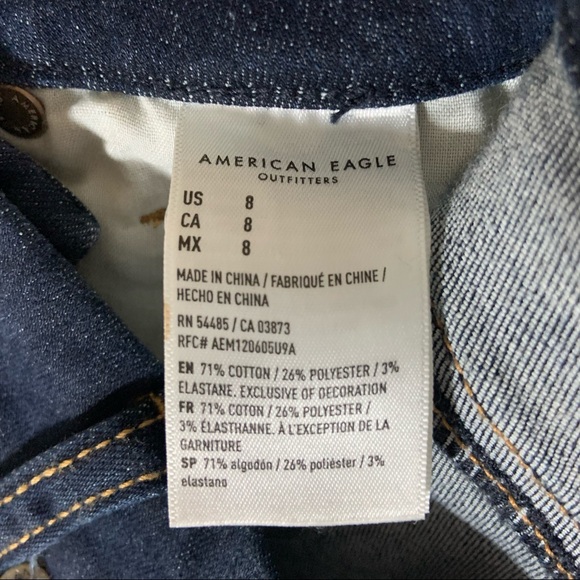 AMERICAN EAGLE
OUTFITTERS
US 8
CA 8
MX 8
MADE IN CHINA / FABRIQUÉ EN CHINE /
HECHO EN CHINA
RN 54485 / CA 03873
RFC# AEM120605U9A
EN 71% COTTON / 26% POLYESTER / 3%
ELASTANE. EXCLUSIVE OF DECORATION
FR 71% COTON / 26% POLYESTER /
3% ÉLASTHANNE. À L'EXCEPTION DE LA
GARNITURE
SP 71% algodón / 26% poliéster / 3%
elastano